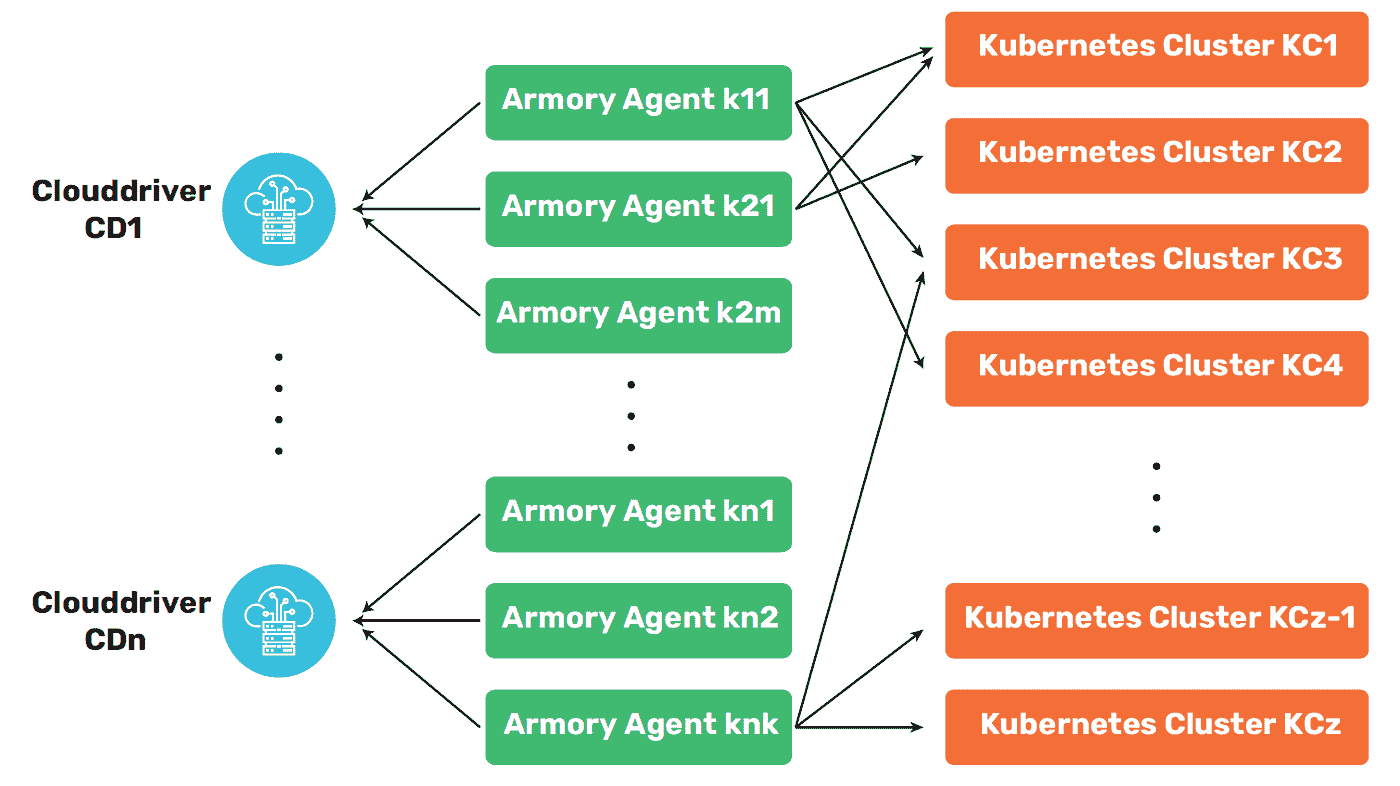 Clouddriver
CD1
Armory Agent k11
Armory Agent k21
Armory Agent k2m
Kubernetes Cluster KC1
Kubernetes Cluster KC2
Kubernetes Cluster KC3
Kubernetes Cluster KC4
Clouddriver
CDn
Armory Agent kn1
Armory Agent kn2
Armory Agent knk
Kubernetes Cluster KCz-1
Kubernetes Cluster KCz